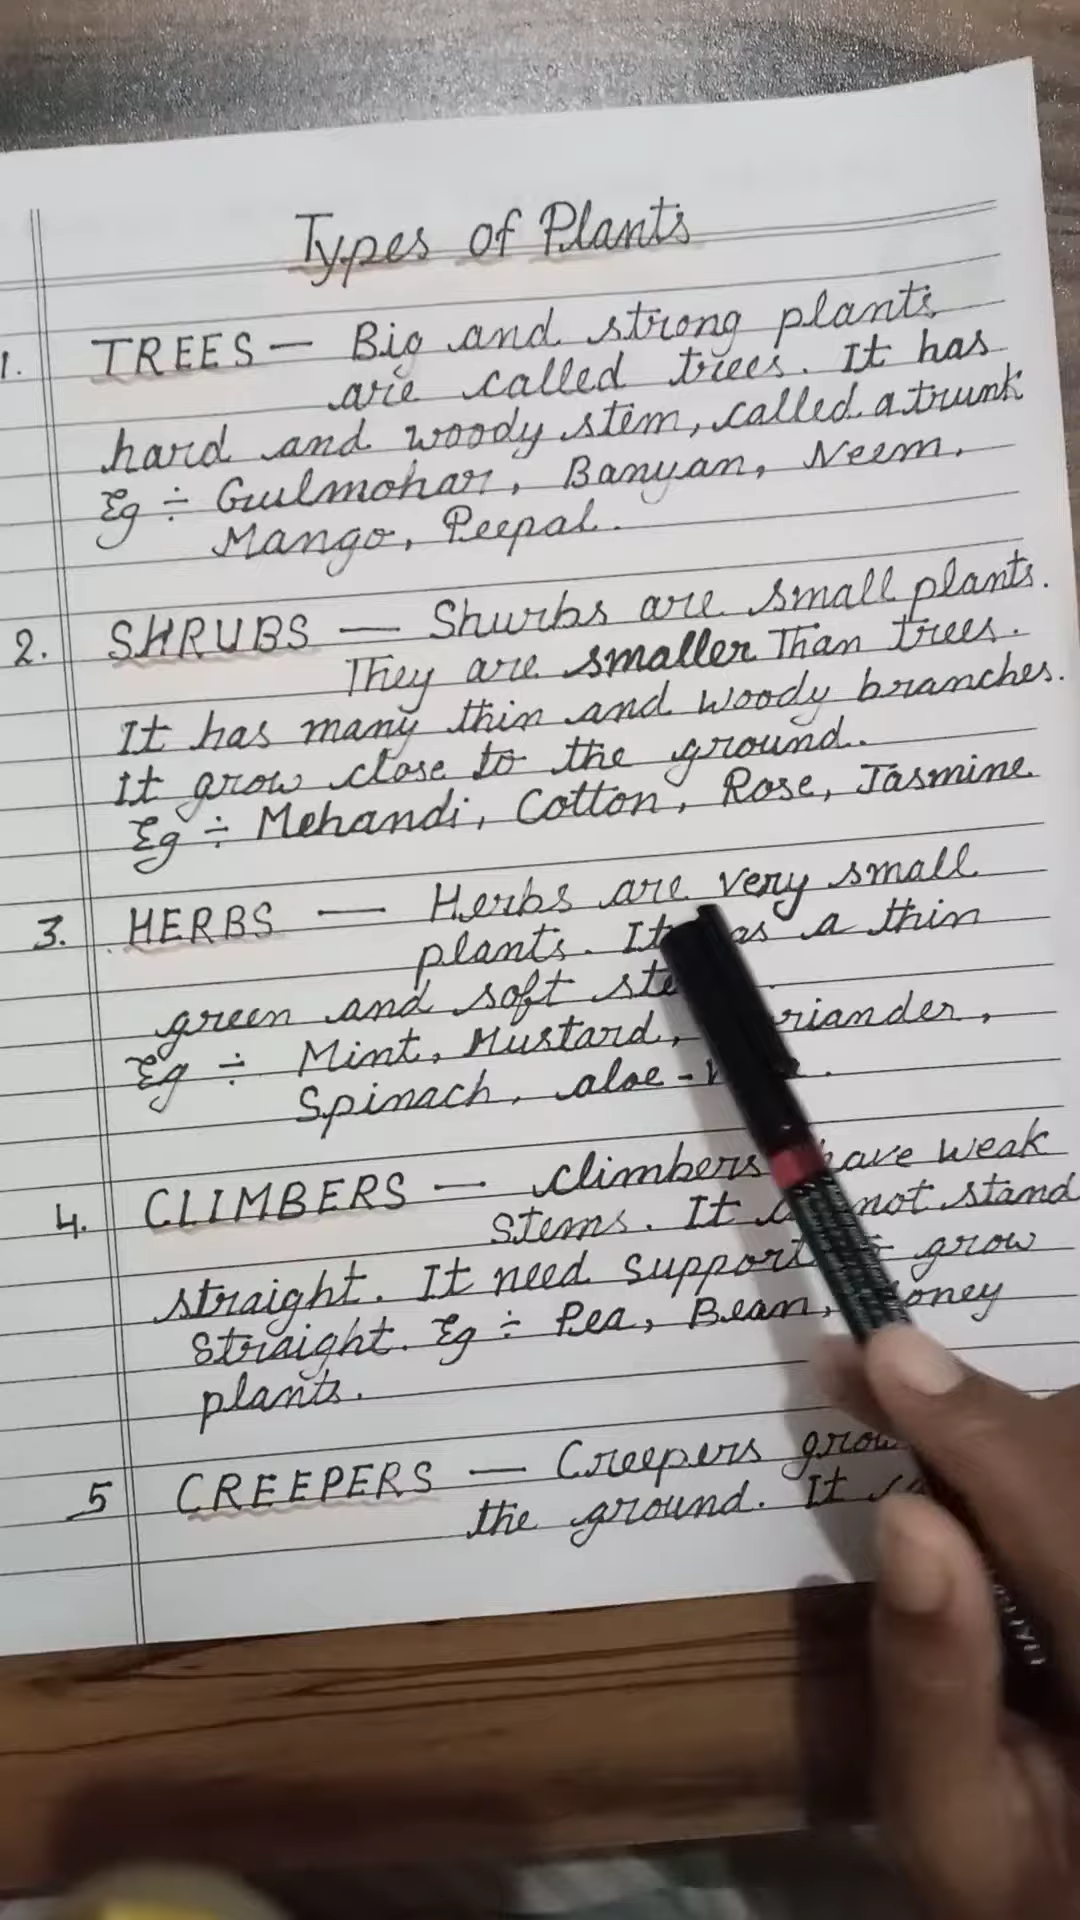 Types of Plants
1. TREES — Big and strong plants
are called trees. It has
hard and woody stem, called a trunk
Eg ÷ Gulmohar, Banyan, Neem,
Mango, Peepal.
2. SHRUBS — Shurbs are small plants.
They are smaller Than trees.
It has many thin and woody branches.
It grow close to the ground.
Eg ÷ Mehandi, Cotton, Rose, Jasmine
3. HERBS — Herbs are very small
plants. It as a thin
green and soft
Eg ÷ Mint, Mustard, riander,
Spinach, aloe-
4. CLIMBERS — climbers have weak
Stems. It not stand
straight. It need support grow
Straight. Eg ÷ Pea, Bean, oney
plants.
5 CREEPERS — Creepers
the ground. It